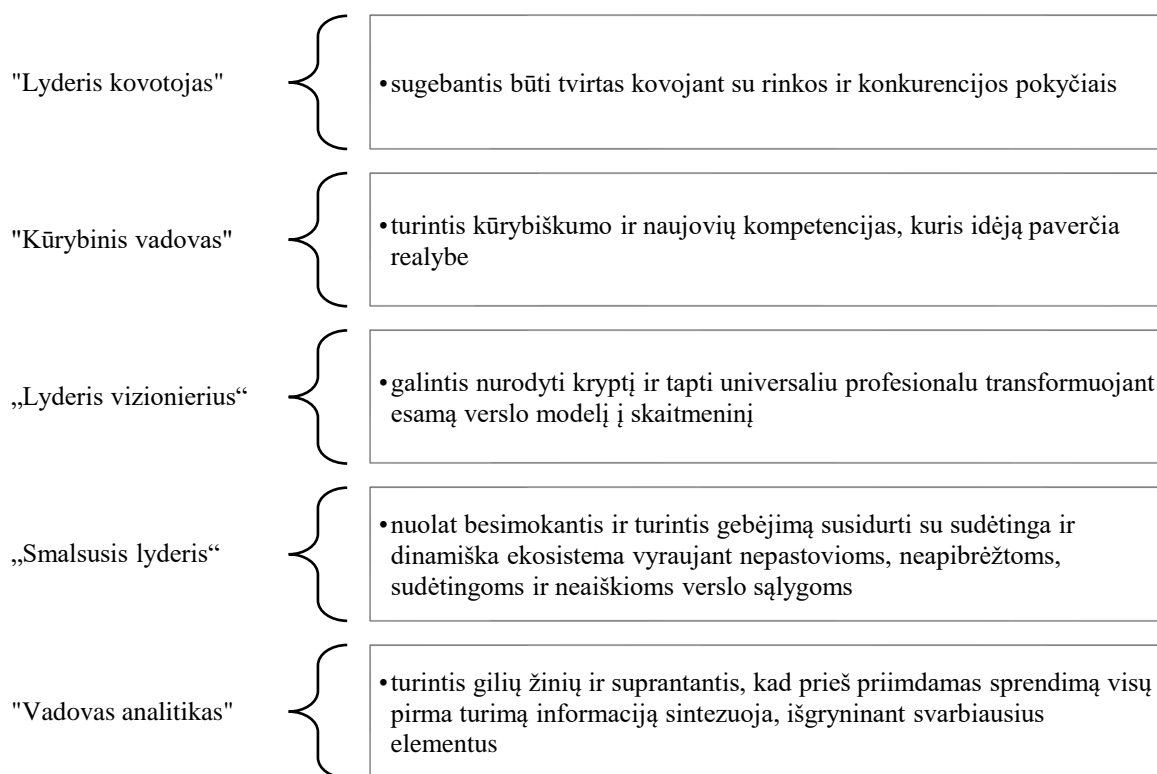 "Lyderis kovotojas"
•sugebantis būti tvirtas kovojant su rinkos ir konkurencijos pokyčiais
"Kūrybinis vadovas"
•turintis kūrybiškumo ir naujovių kompetencijas, kuris idėją paverčia
realybe
„Lyderis vizionierius“
•galintis nurodyti kryptį ir tapti universaliu profesionalu transformuojant
esamą verslo modelį į skaitmeninį
„Smalsusis lyderis“
•nuolat besimokantis ir turintis gebėjimą susidurti su sudėtinga ir
dinamiška ekosistema vyraujant nepastovioms, neapibrėžtoms,
sudėtingoms ir neaiškioms verslo sąlygoms
"Vadovas analitikas"
•turintis gilių žinių ir suprantantis, kad prieš priimdamas sprendimą visų
pirma turimą informaciją sintezuoja, išgryninant svarbiausius
elementus